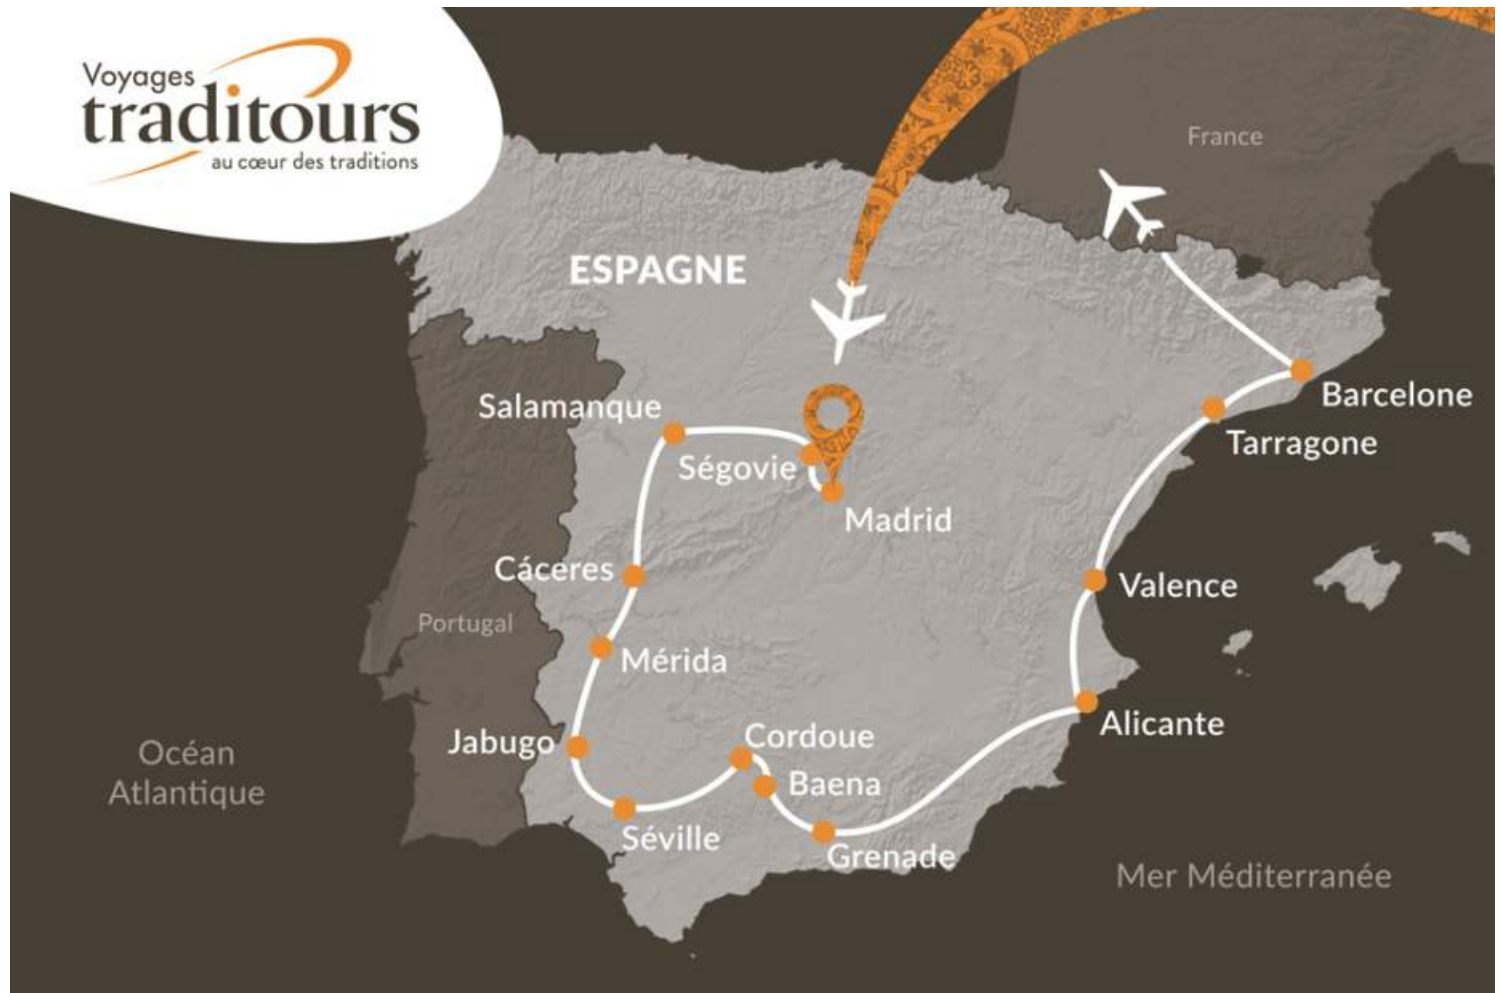 Voyages
traditours
au cœur des traditions
France
ESPAGNE
Salamanque
Barcelone
Ségovie
Tarragone
Madrid
Cáceres
Valence
Portugal
Mérida
Alicante
Jabugo
Cordoue
Océan
Atlantique
Baena
Séville
Grenade
Mer Méditerranée